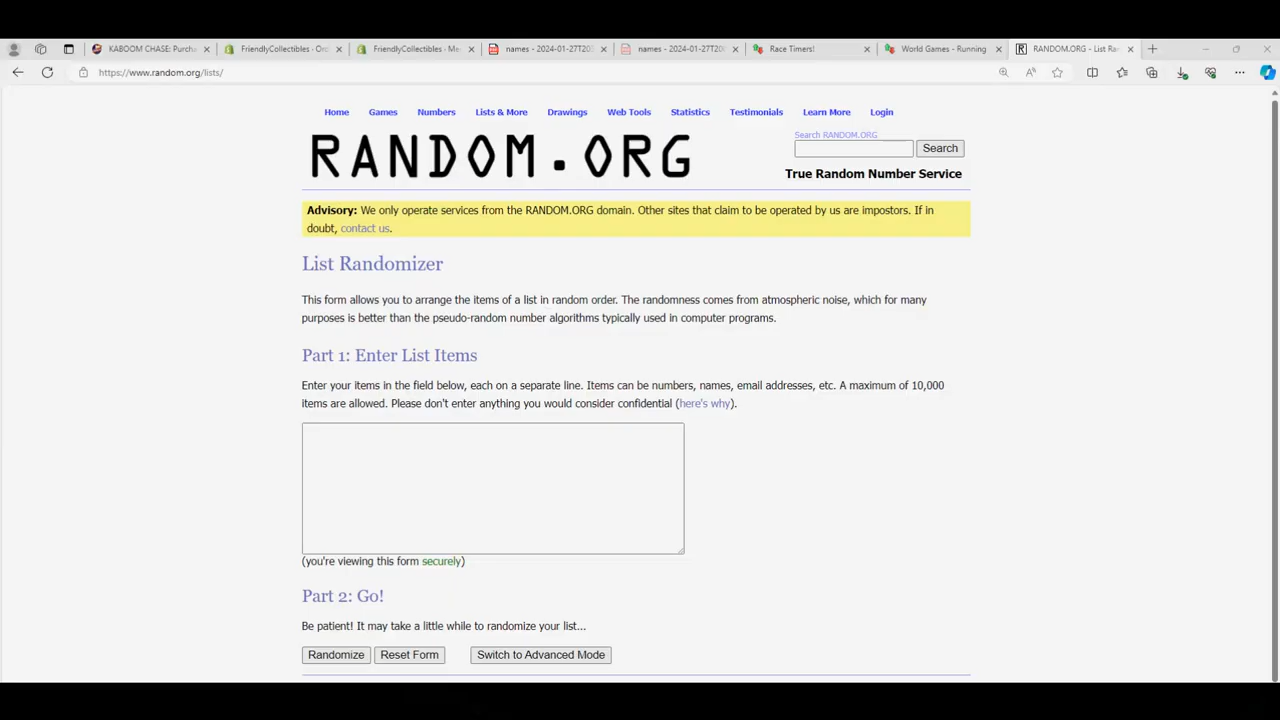 KABOOM CHASE: Purch
FriendlyCollectibles - Or
FriendlyCollectibles - Me
names - 2024-01-27T20
names - 2024-01-27T20
Race Timers!
World Games - Running
RANDOM.ORG - List Ra
https://www.random.org/lists/
Home Games Numbers Lists & More Drawings Web Tools Statistics Testimonials Learn More Login
RANDOM.ORG
Search RANDOM.ORG
Search
True Random Number Service
Advisory: We only operate services from the RANDOM.ORG domain. Other sites that claim to be operated by us are impostors. If in
doubt, contact us.
List Randomizer
This form allows you to arrange the items of a list in random order. The randomness comes from atmospheric noise, which for many
purposes is better than the pseudo-random number algorithms typically used in computer programs.
Part 1: Enter List Items
Enter your items in the field below, each on a separate line. Items can be numbers, names, email addresses, etc. A maximum of 10,000
items are allowed. Please don't enter anything you would consider confidential (here's why).
(you're viewing this form securely)
Part 2: Go!
Be patient! It may take a little while to randomize your list...
Randomize Reset Form Switch to Advanced Mode